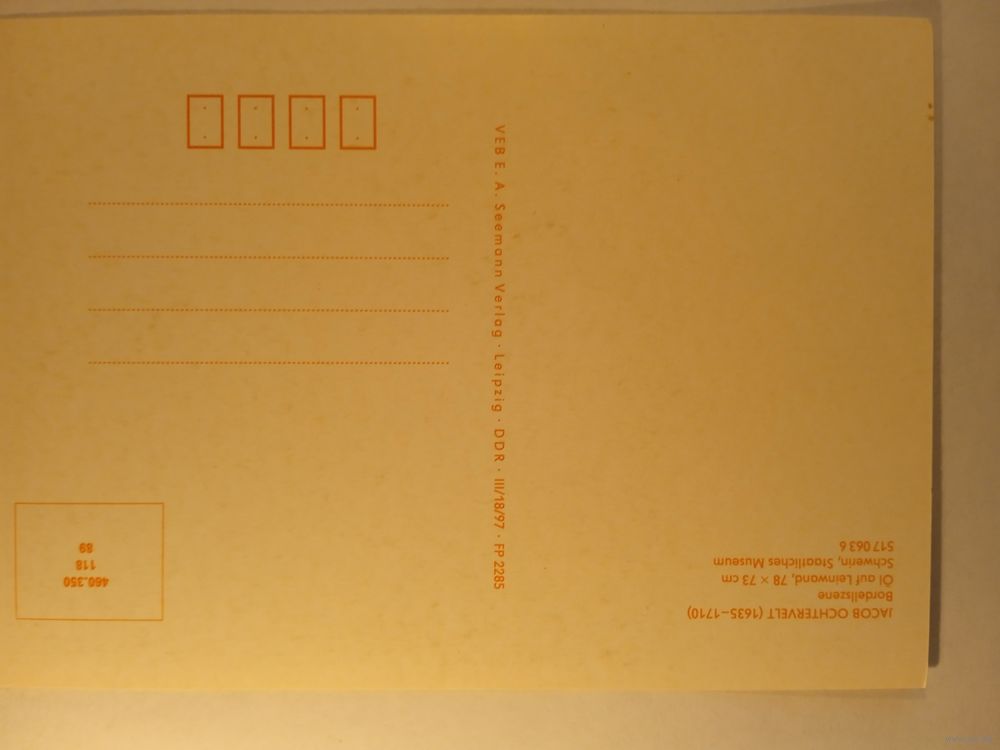 JACOB OCHTERVELT (1635–1710)
Bordellszene
Öl auf Leinwand, 78 × 73 cm
Schwerin, Staatliches Museum
517 063 6
VEB E. A. Seemann Verlag · Leipzig · DDR · III/18/97 · FP 2285
460.350
118
89